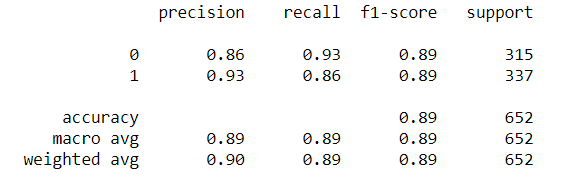 precision recall f1-score support
0 0.86 0.93 0.89 315
1 0.93 0.86 0.89 337
accuracy 0.89 652
macro avg 0.89 0.89 0.89 652
weighted avg 0.90 0.89 0.89 652